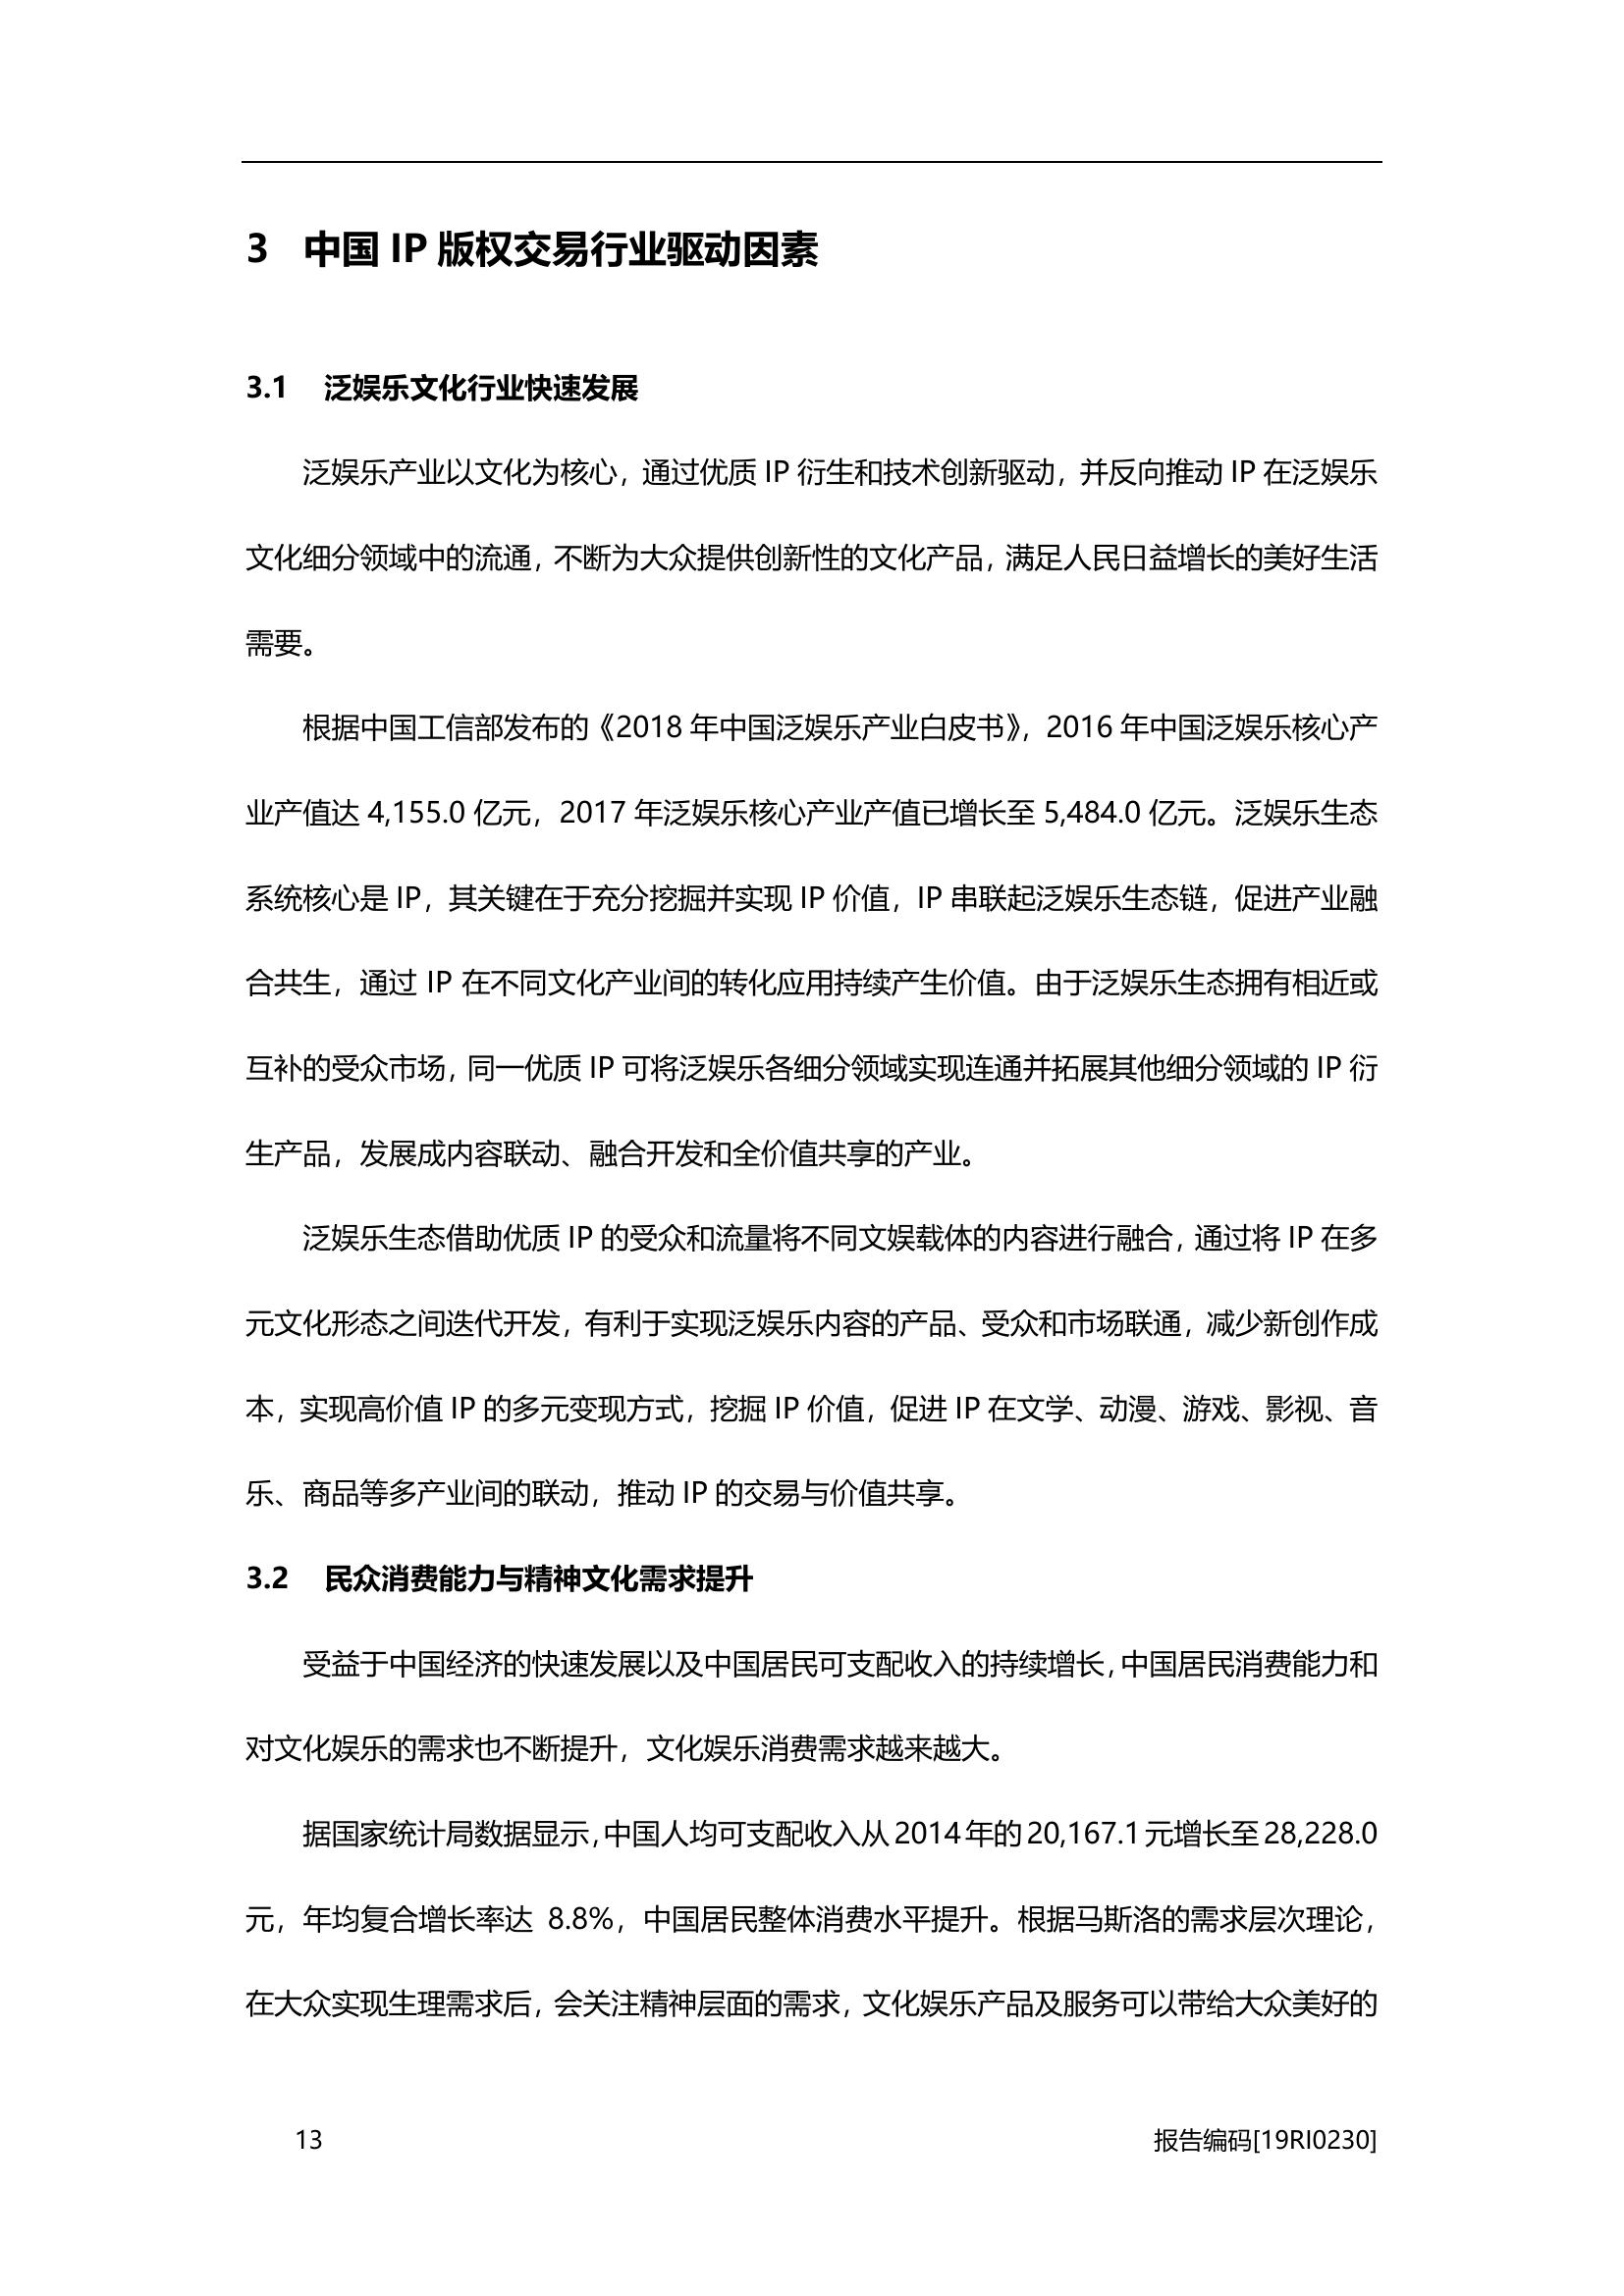 3 中国 IP 版权交易行业驱动因素
3.1 泛娱乐文化行业快速发展
泛娱乐产业以文化为核心，通过优质 IP 衍生和技术创新驱动，并反向推动 IP 在泛娱乐
文化细分领域中的流通，不断为大众提供创新性的文化产品，满足人民日益增长的美好生活
需要。
根据中国工信部发布的《2018 年中国泛娱乐产业白皮书》，2016 年中国泛娱乐核心产
业产值达 4,155.0 亿元，2017 年泛娱乐核心产业产值已增长至 5,484.0 亿元。泛娱乐生态
系统核心是 IP，其关键在于充分挖掘并实现 IP 价值，IP 串联起泛娱乐生态链，促进产业融
合共生，通过 IP 在不同文化产业间的转化应用持续产生价值。由于泛娱乐生态拥有相近或
互补的受众市场，同一优质 IP 可将泛娱乐各细分领域实现连通并拓展其他细分领域的 IP 衍
生产品，发展成内容联动、融合开发和全价值共享的产业。
泛娱乐生态借助优质 IP 的受众和流量将不同文娱载体的内容进行融合，通过将 IP 在多
元文化形态之间迭代开发，有利于实现泛娱乐内容的产品、受众和市场联通，减少新创作成
本，实现高价值 IP 的多元变现方式，挖掘 IP 价值，促进 IP 在文学、动漫、游戏、影视、音
乐、商品等多产业间的联动，推动 IP 的交易与价值共享。
3.2 民众消费能力与精神文化需求提升
受益于中国经济的快速发展以及中国居民可支配收入的持续增长，中国居民消费能力和
对文化娱乐的需求也不断提升，文化娱乐消费需求越来越大。
据国家统计局数据显示，中国人均可支配收入从 2014 年的 20,167.1 元增长至 28,228.0
元，年均复合增长率达 8.8%，中国居民整体消费水平提升。根据马斯洛的需求层次理论，
在大众实现生理需求后，会关注精神层面的需求，文化娱乐产品及服务可以带给大众美好的
13 报告编码[19RI0230]